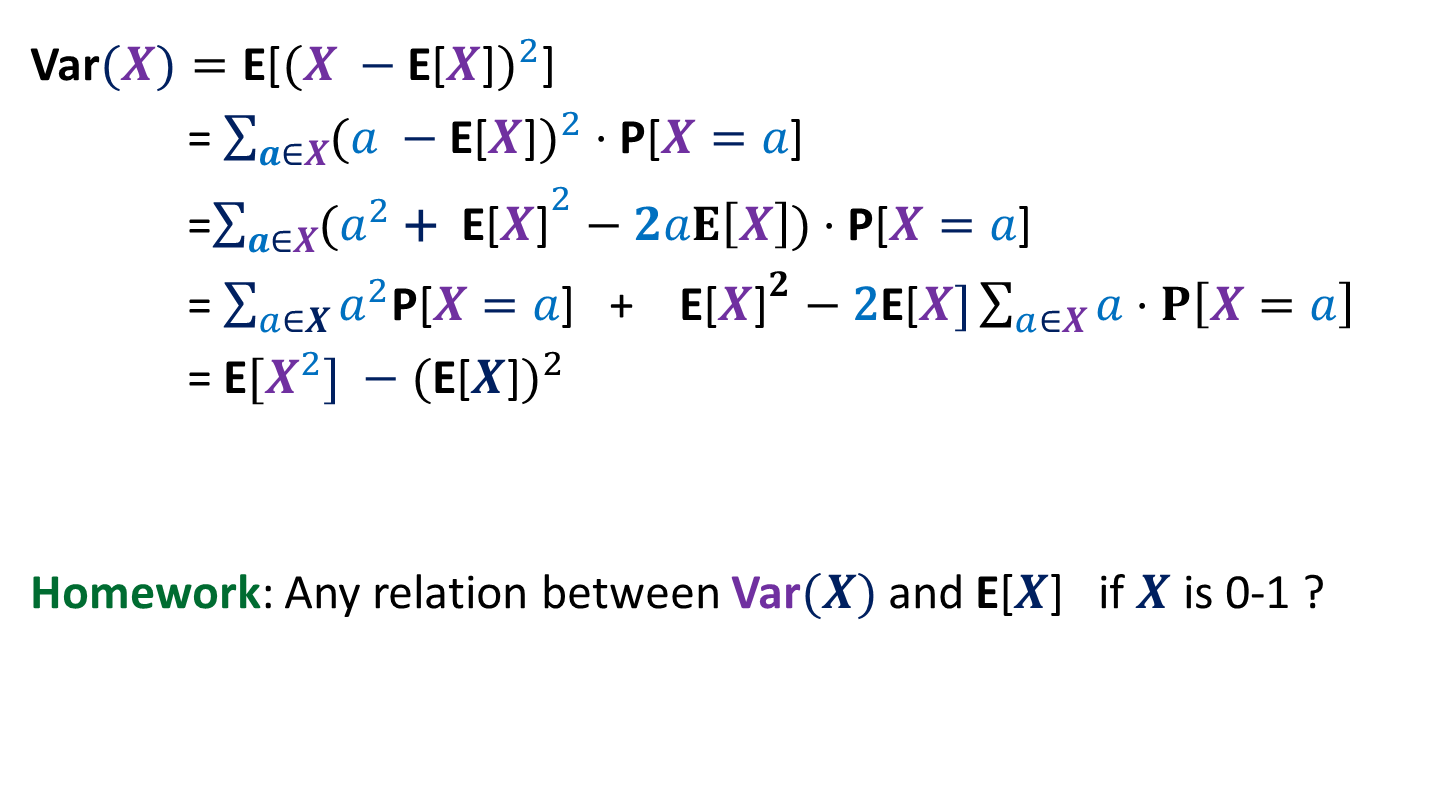 Var(X) = E[(X − E[X])²]
= ∑ₐ∈X(a − E[X])² · P[X = a]
=∑ₐ∈X(a² + E[X]² − 2aE[X]) · P[X = a]
= ∑ₐ∈X a²P[X = a] + E[X]² − 2E[X] ∑ₐ∈X a · P[X = a]
= E[X²] − (E[X])²
Homework: Any relation between Var(X) and E[X] if X is 0-1 ?